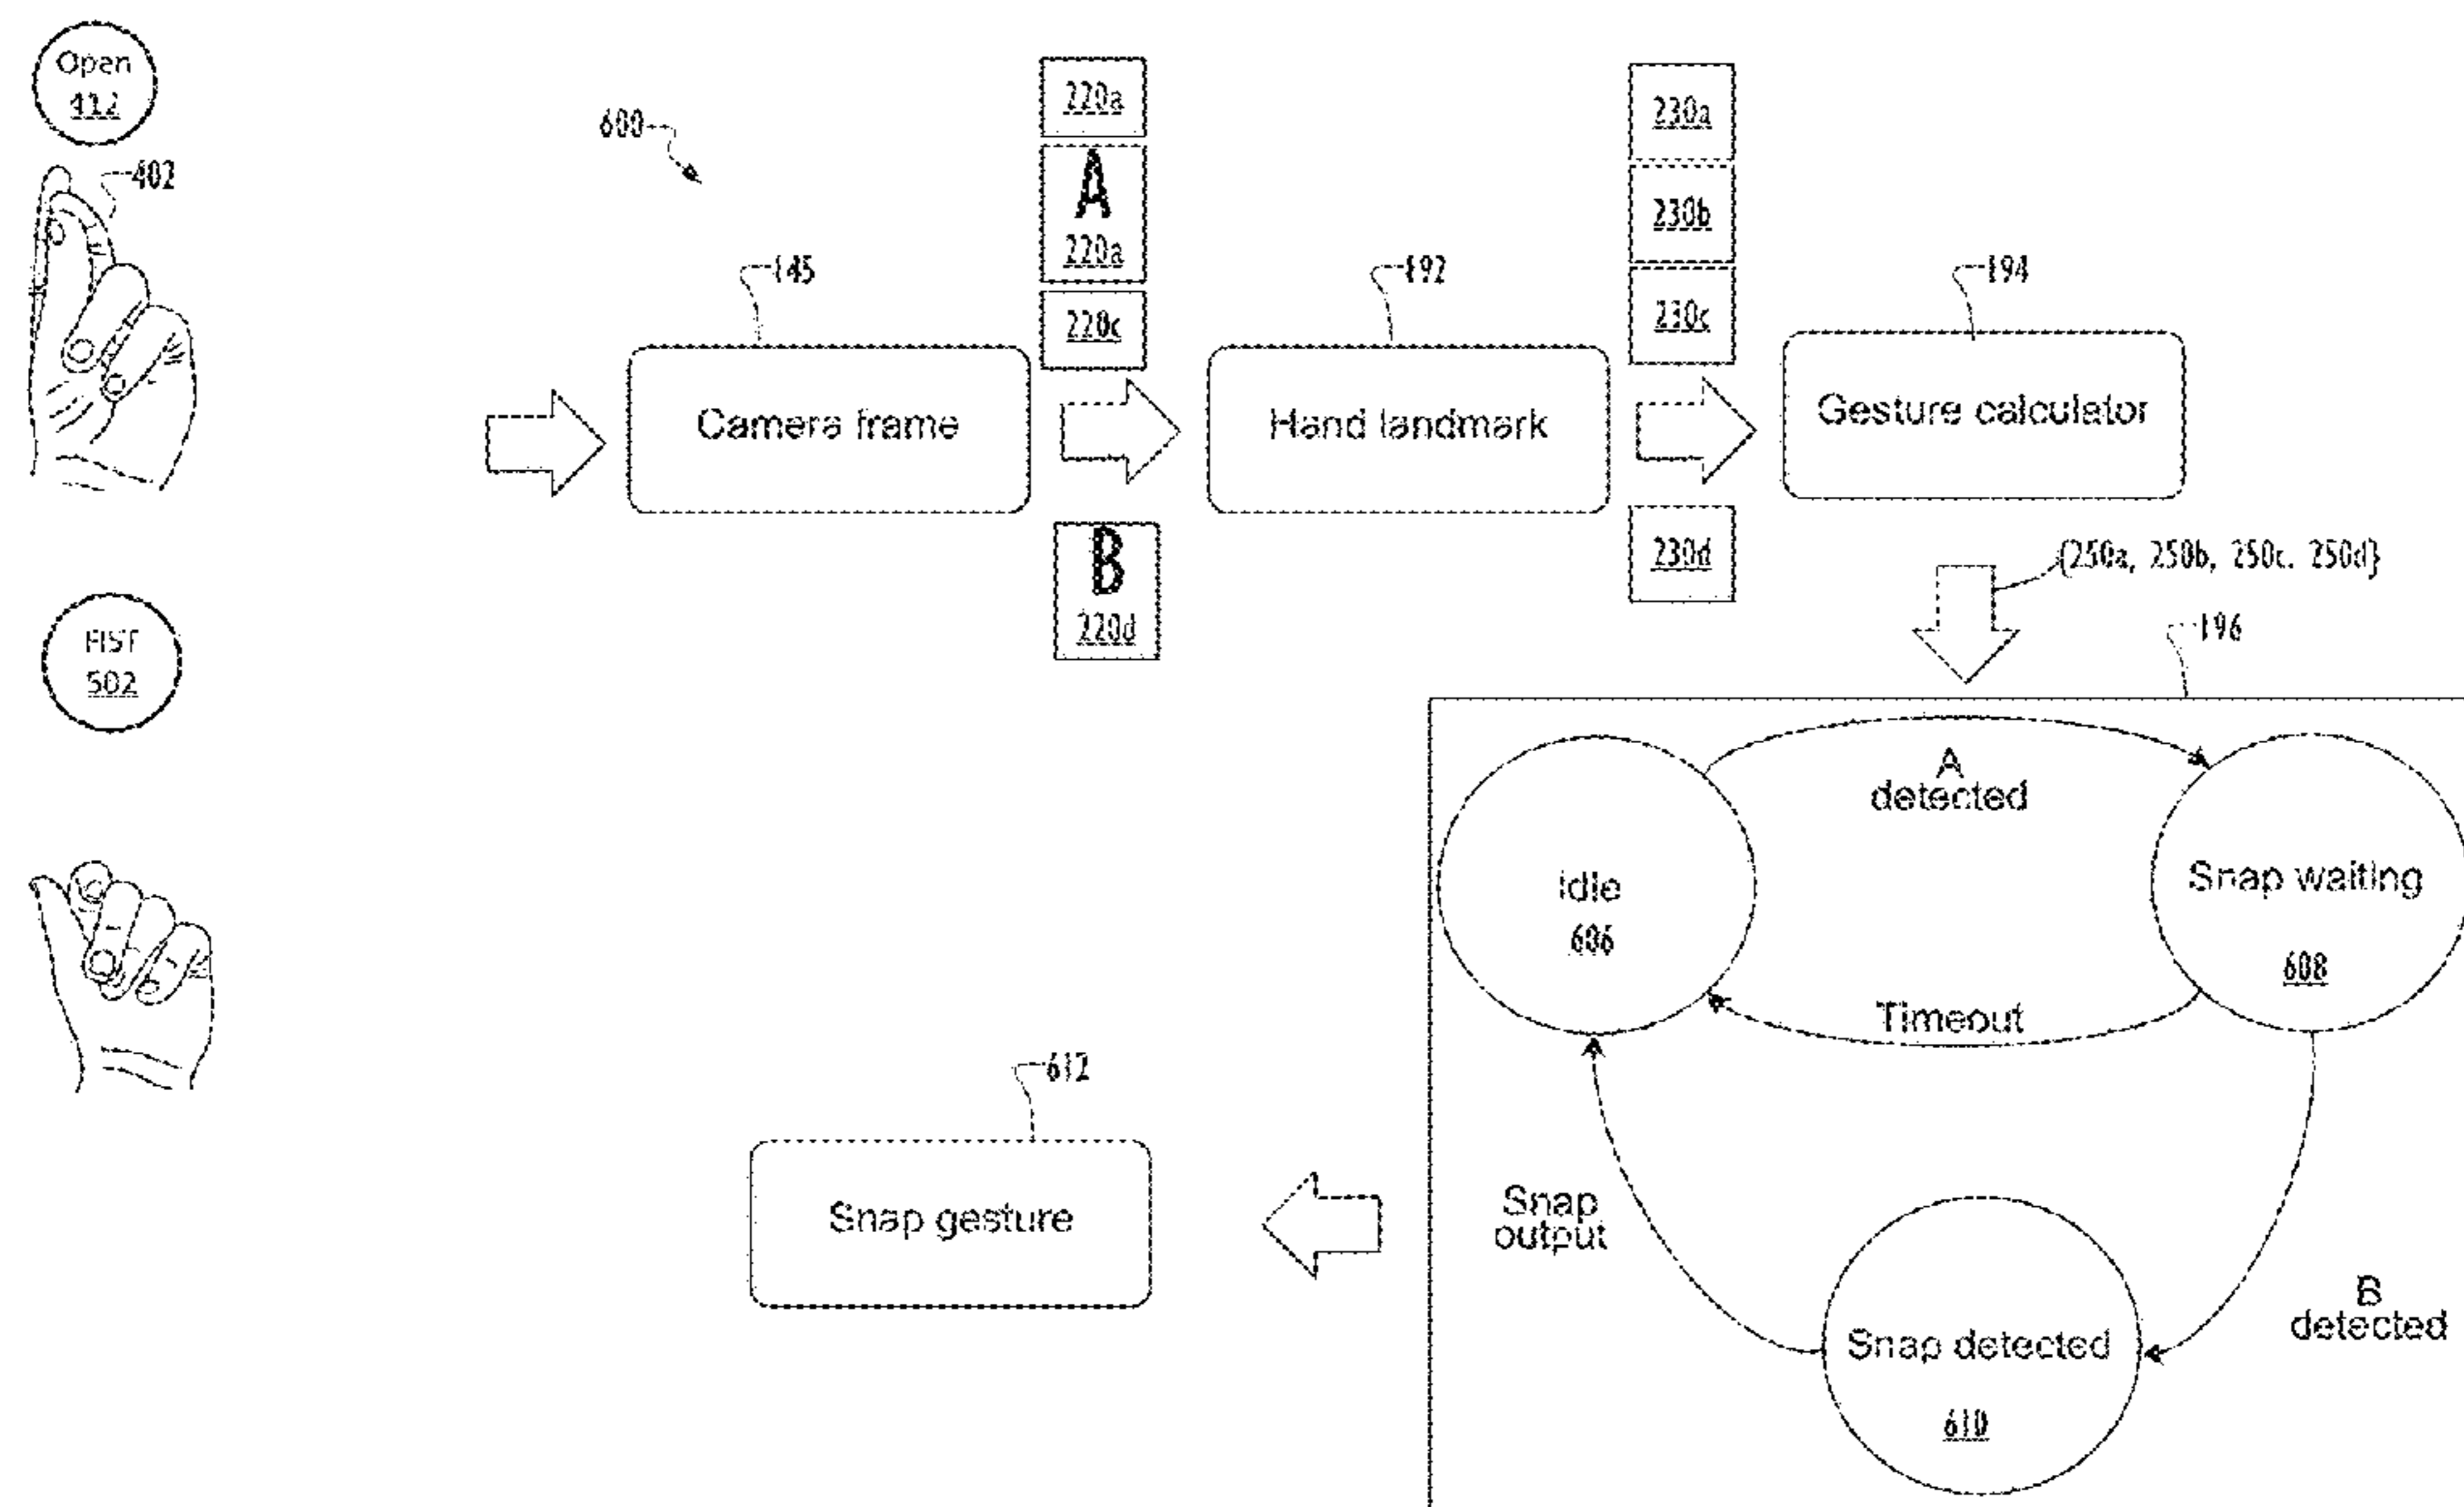 Open
412
402
600
220a
A
220a
220c
230a
230b
230c
145
192
194
Camera frame
Hand landmark
Gesture calculator
B
220d
230d
{250a, 250b, 250c, 250d}
196
FIST
502
A
detected
Idle
606
Snap waiting
608
Timeout
612
Snap gesture
Snap
output
B
detected
Snap detected
610